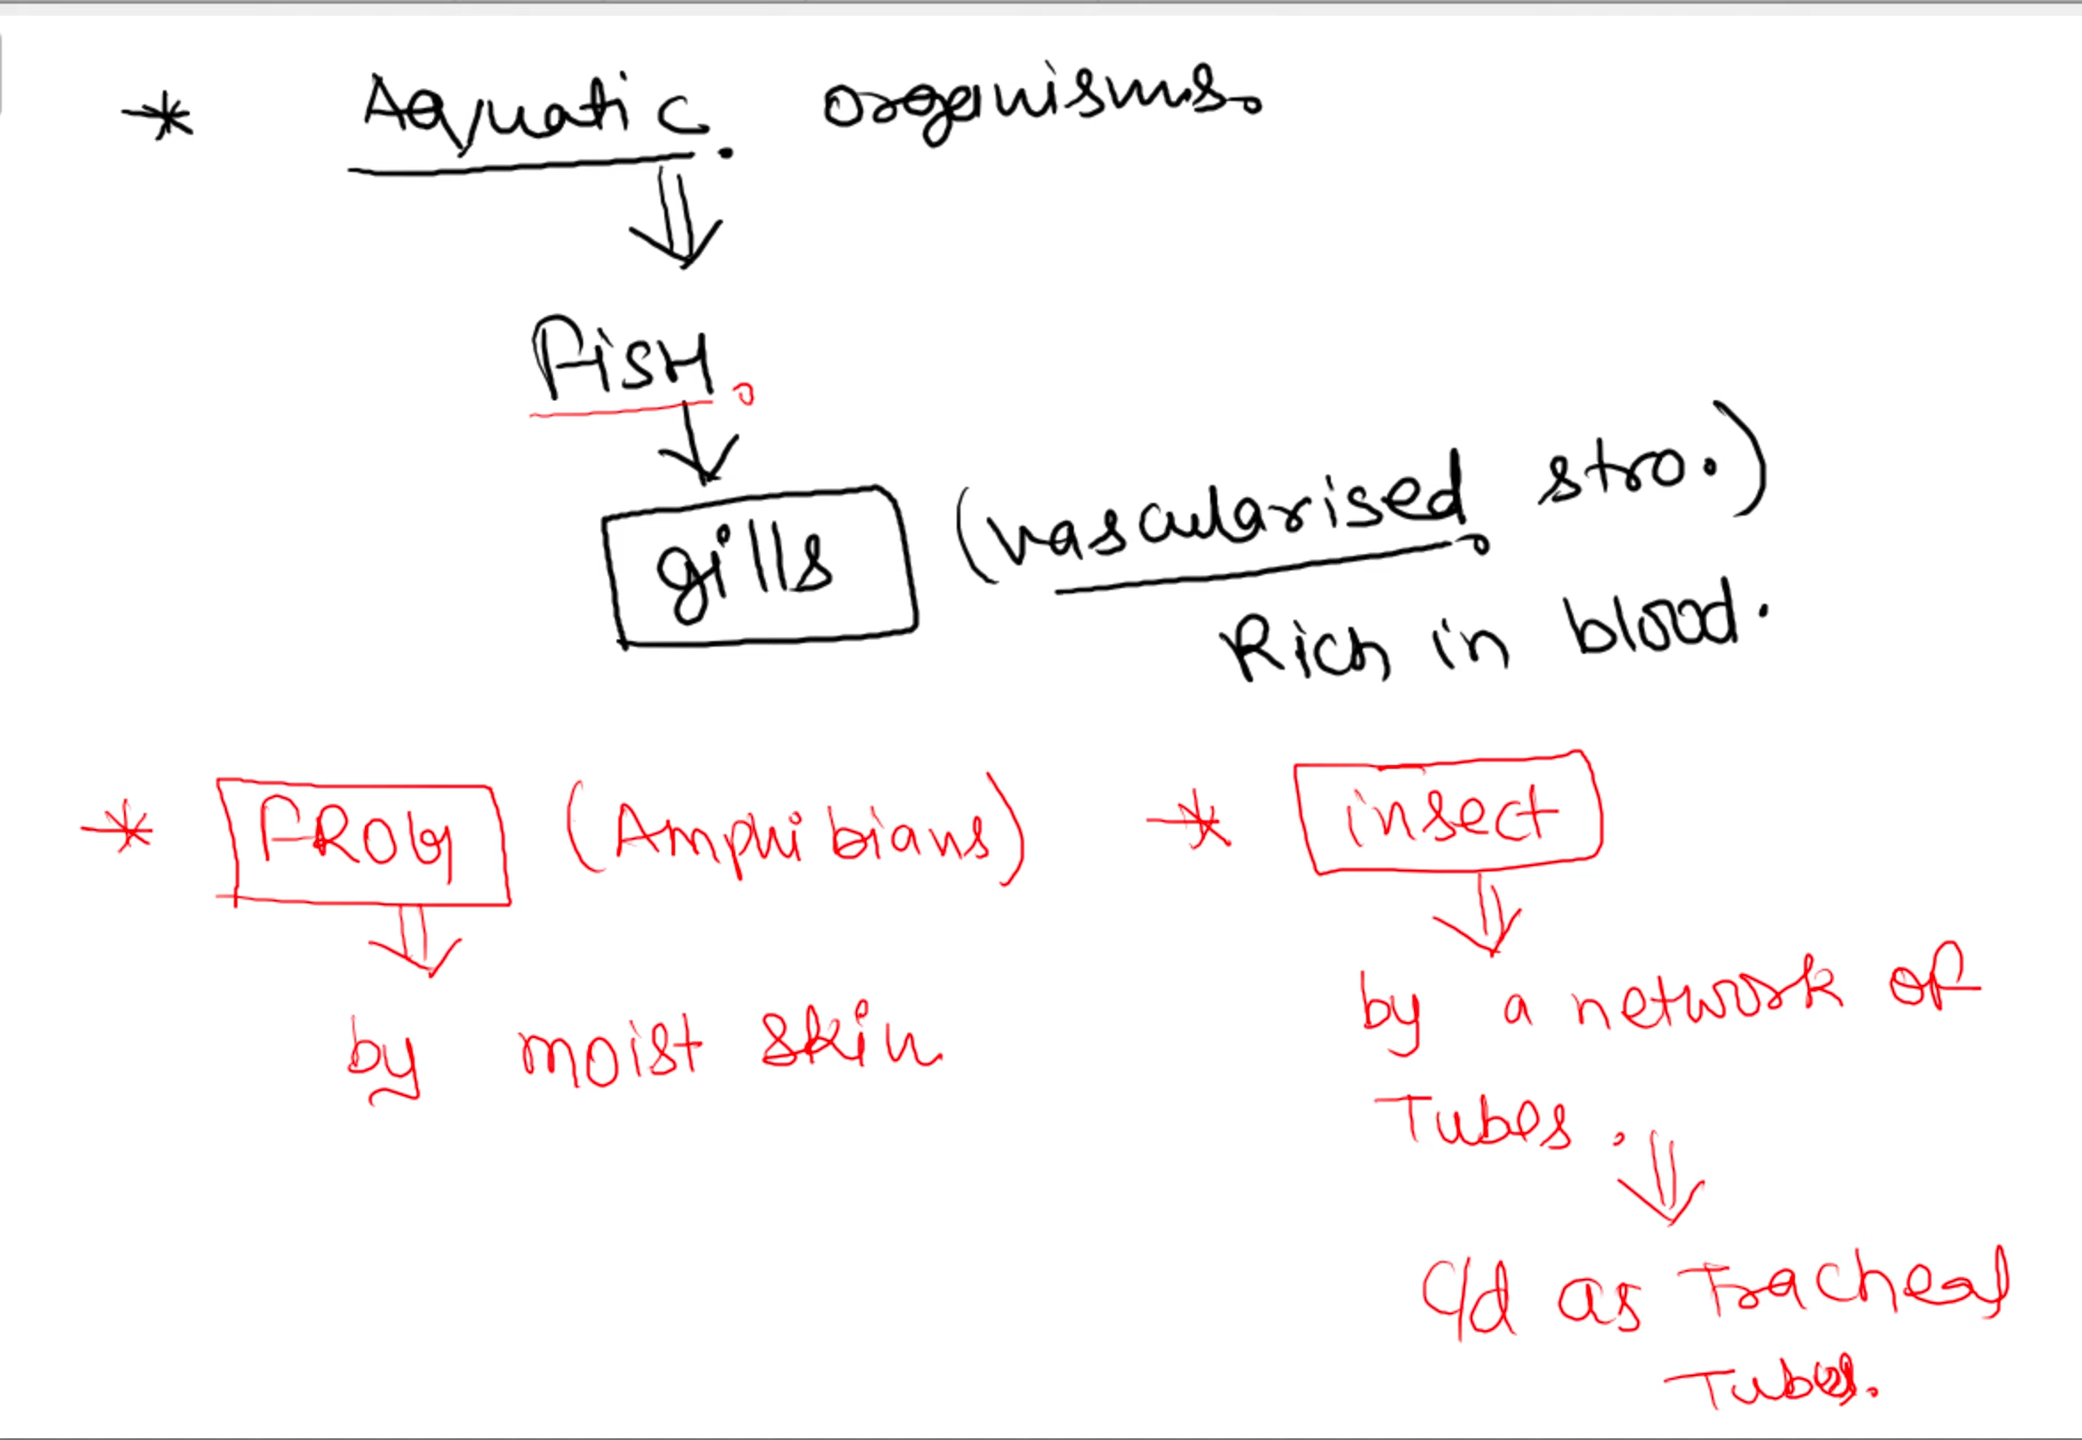 * Aquatic. organisms.
FISH.
gills (vascularised str.)
Rich in blood.
* FROG (Amphibians)
by moist skin
* insect
by a network of
Tubes.
c/d as Tracheal
Tubes.